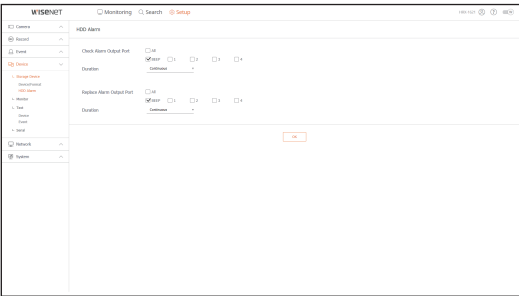 WISENET Monitoring Search Setup
Camera
Record
Event
Device
Storage Device
Device/Format
HDD Alarm
Monitor
Text
Device
Event
Serial
Network
System
HDD Alarm
Check Alarm Output Port All
BEEP 1 2 3 4
Duration Continuous
Replace Alarm Output Port All
BEEP 1 2 3 4
Duration Continuous
OK